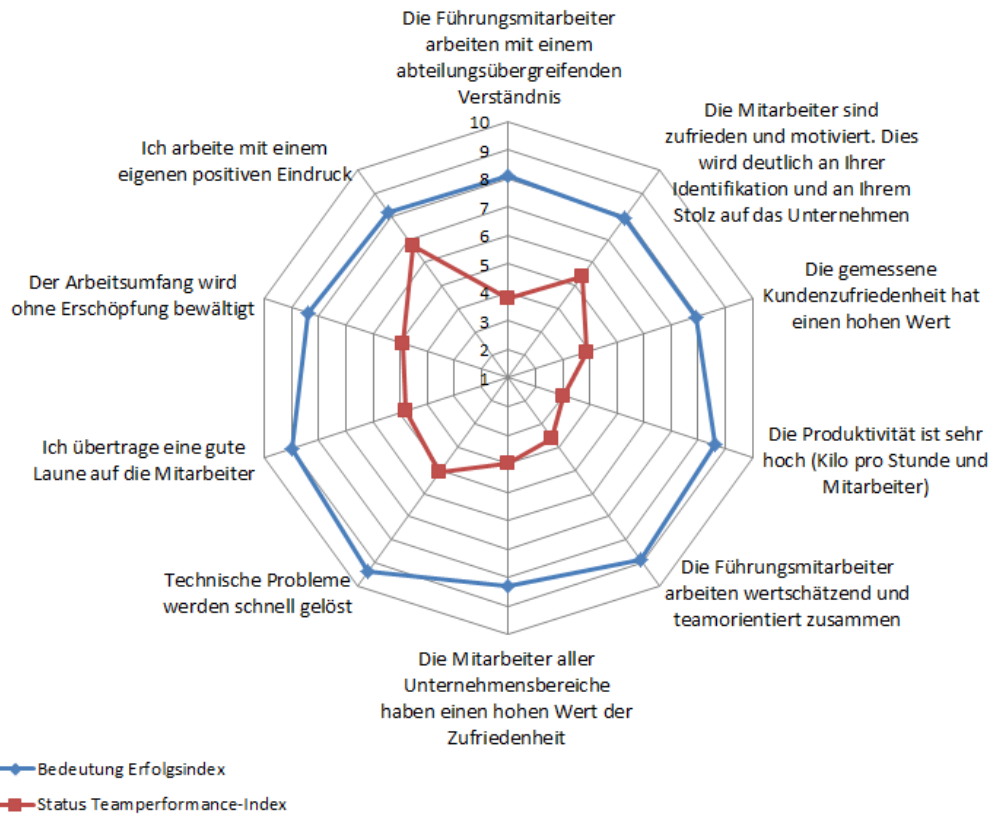 Die Führungsmitarbeiter
arbeiten mit einem
abteilungsübergreifenden
Verständnis
Die Mitarbeiter sind
zufrieden und motiviert. Dies
wird deutlich an Ihrer
Identifikation und an Ihrem
Stolz auf das Unternehmen
Die gemessene
Kundenzufriedenheit hat
einen hohen Wert
Die Produktivität ist sehr
hoch (Kilo pro Stunde und
Mitarbeiter)
Die Führungsmitarbeiter
arbeiten wertschätzend und
teamorientiert zusammen
Die Mitarbeiter aller
Unternehmensbereiche
haben einen hohen Wert der
Zufriedenheit
Technische Probleme
werden schnell gelöst
Ich übertrage eine gute
Laune auf die Mitarbeiter
Der Arbeitsumfang wird
ohne Erschöpfung bewältigt
Ich arbeite mit einem
eigenen positiven Eindruck
10
9
8
7
6
5
4
3
2
1
Bedeutung Erfolgsindex
Status Teamperformance-Index